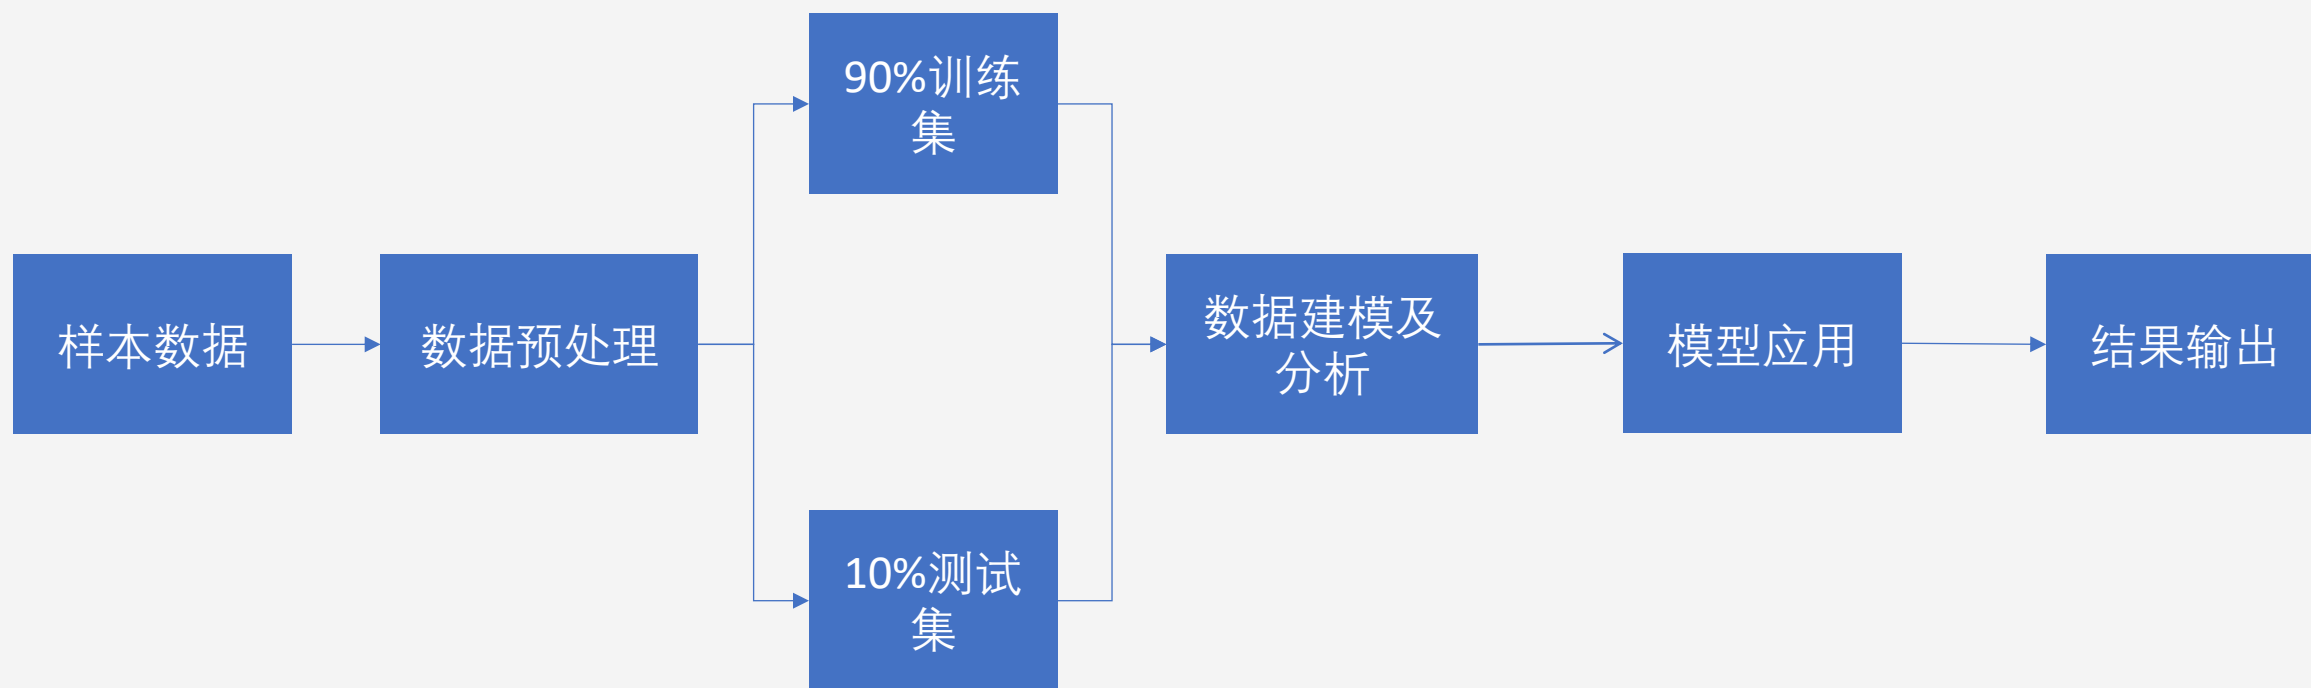 样本数据
数据预处理
90%训练
集
10%测试
集
数据建模及
分析
模型应用
结果输出